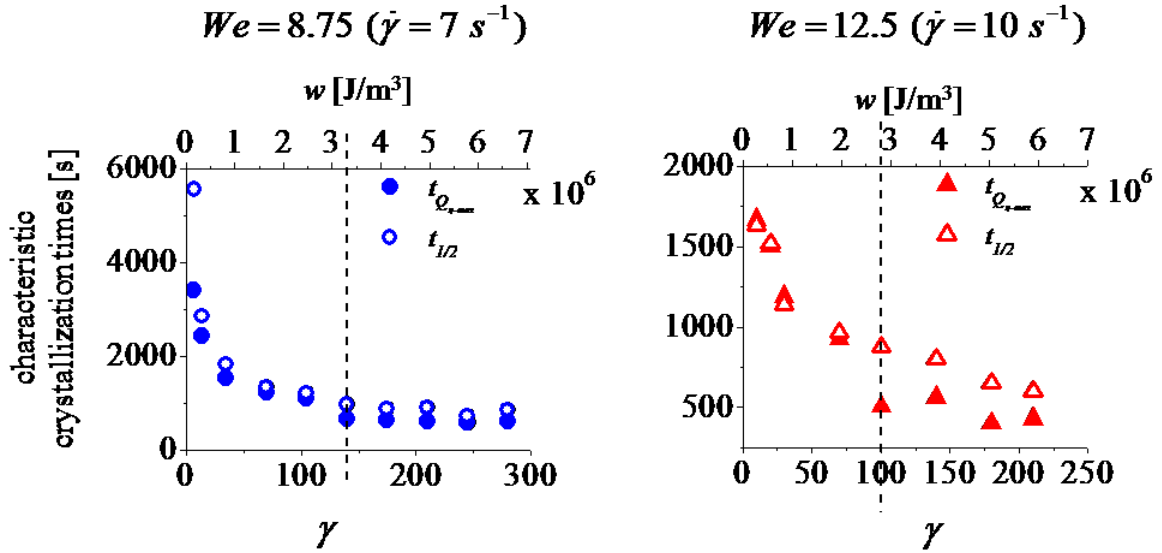 We = 8.75 (γ̇ = 7 s⁻¹)
w [J/m³]
0 1 2 3 4 5 6 7
x 10⁶
6000
4000
2000
0
characteristic
crystallization times [s]
t_Q
t_1/2
0 100 200 300
γ
We = 12.5 (γ̇ = 10 s⁻¹)
w [J/m³]
0 1 2 3 4 5 6 7
x 10⁶
2000
1500
1000
500
t_Q
t_1/2
0 50 100 150 200 250
γ